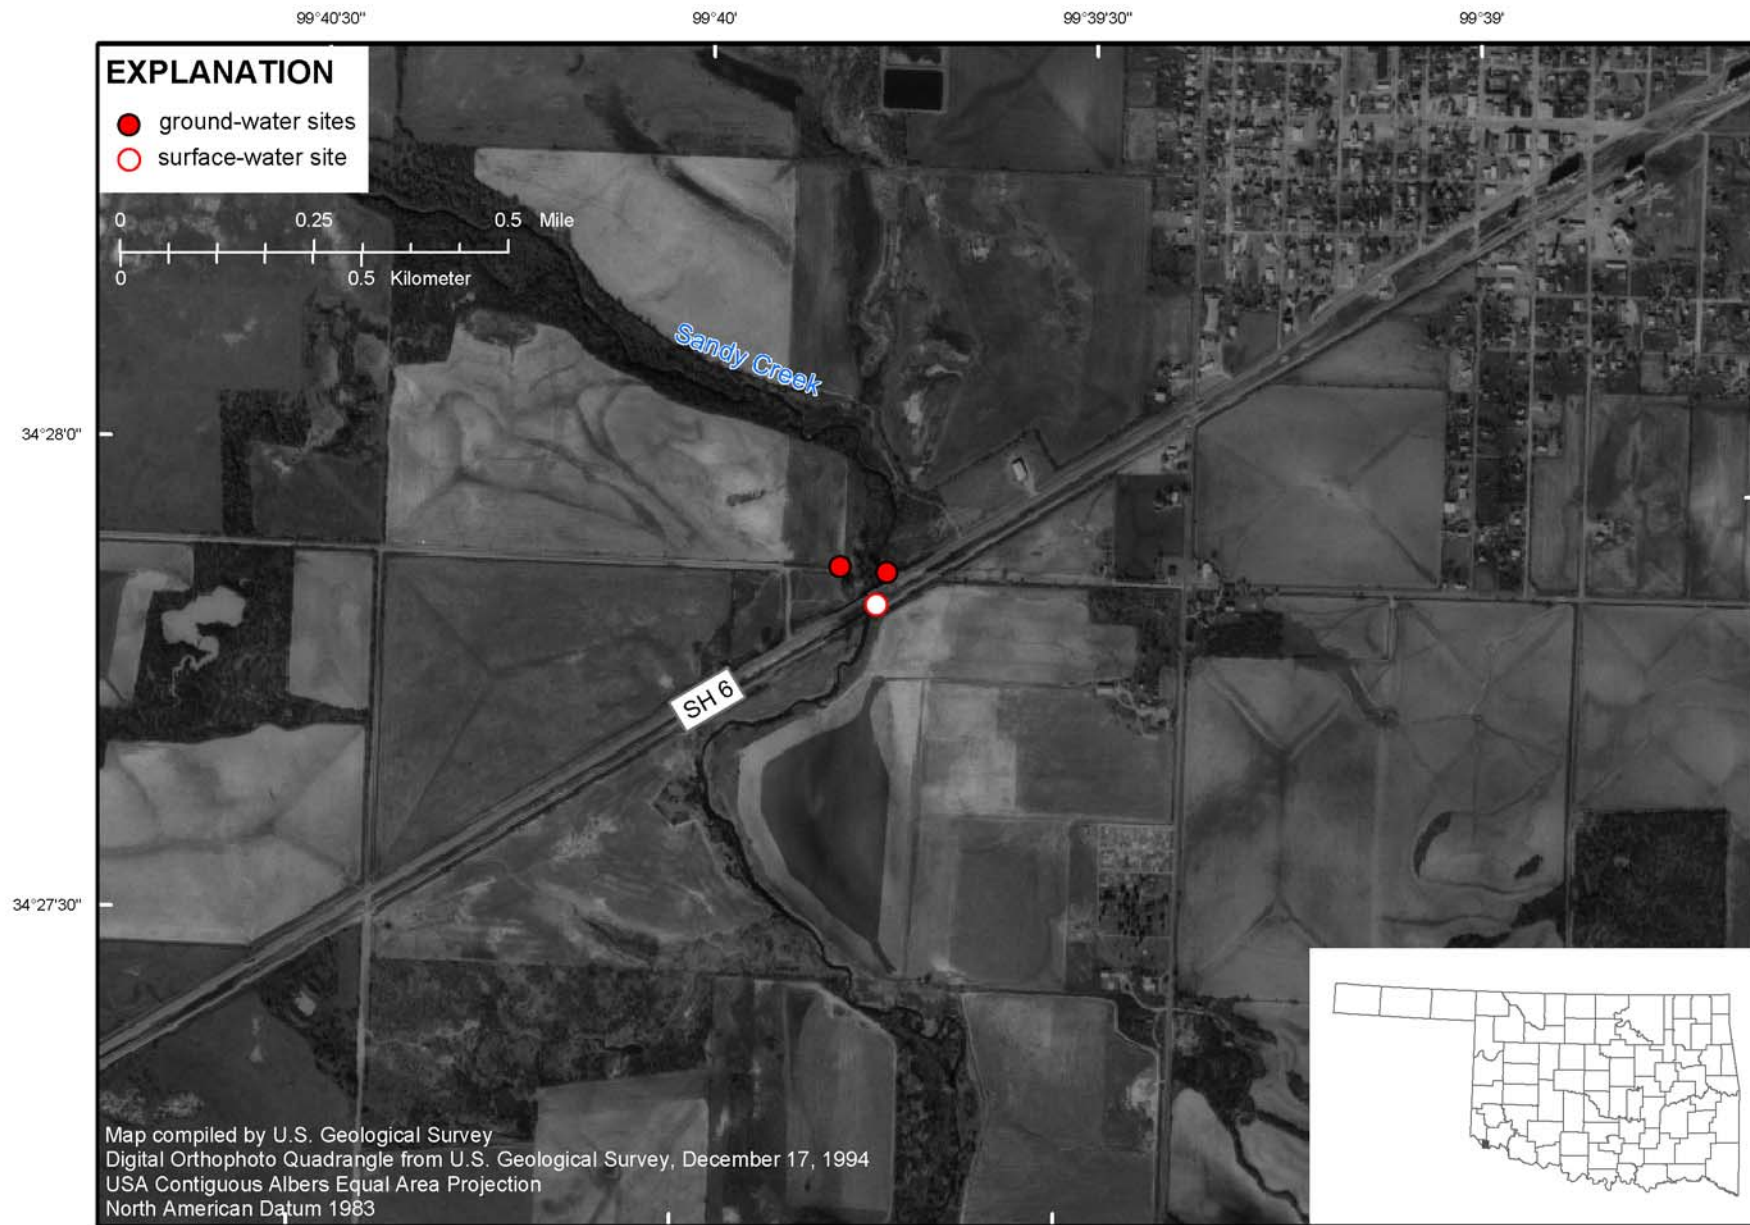 99°40'30" 99°40' 99°39'30" 99°39'
EXPLANATION
ground-water sites
surface-water site
0 0.25 0.5 Mile
0 0.5 Kilometer
Sandy Creek
34°28'0"
SH 6
34°27'30"
Map compiled by U.S. Geological Survey
Digital Orthophoto Quadrangle from U.S. Geological Survey, December 17, 1994
USA Contiguous Albers Equal Area Projection
North American Datum 1983